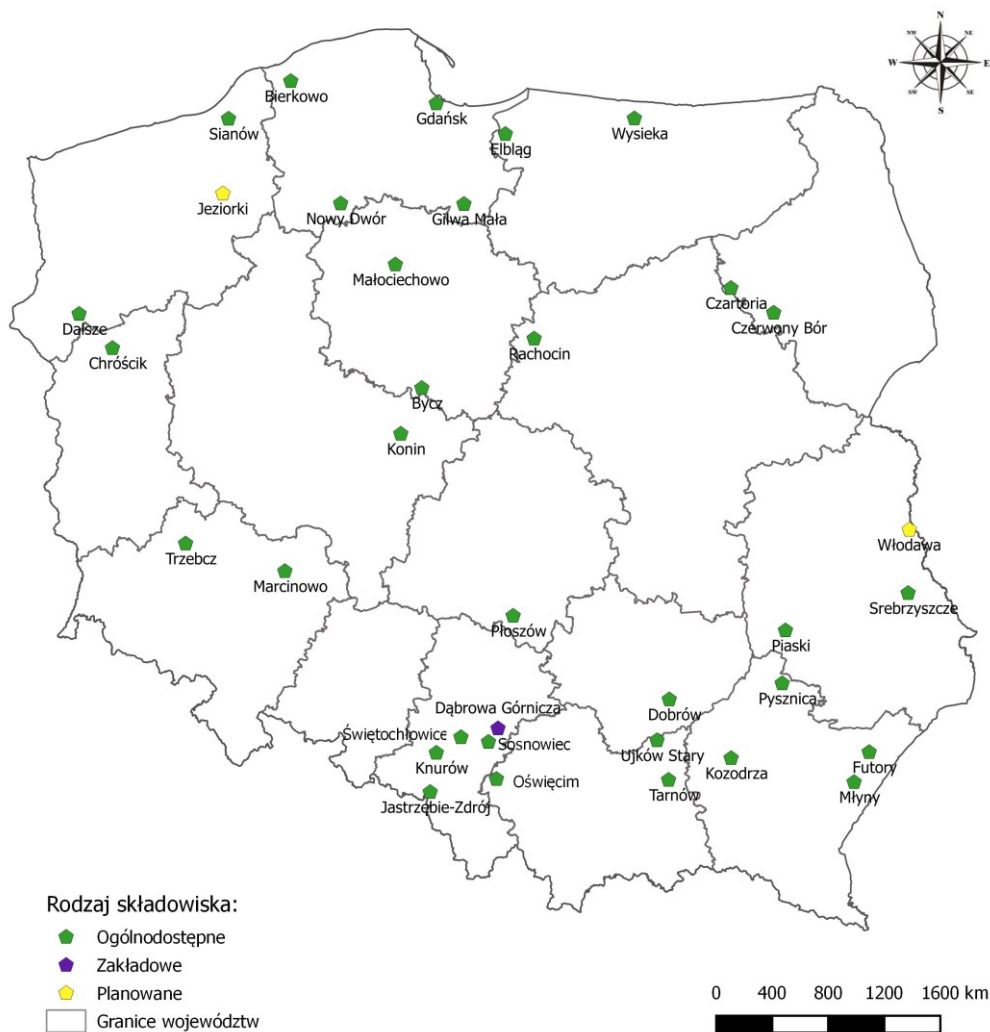 N
NW
NE
W
E
SW
SE
S
Bierkowo
Gdańsk
Sianów
Elbląg
Wysieka
Jeziorki
Nowy Dwór
Gilwa Mała
Małociechowo
Czartoria
Dalsze
Czerwony Bór
Chróścik
Rachocin
Bycz
Konin
Włodawa
Trzebcz
Marcinowo
Srebrzyszcze
Płoszów
Piaski
Pysznica
Dąbrowa Górnicza
Dobrów
Świętochłowice
Sosnowiec
Ujków Stary
Knurów
Kozodrza
Futory
Oświęcim
Tarnów
Młyny
Jastrzębie-Zdrój
Rodzaj składowiska:
Ogólnodostępne
Zakładowe
Planowane
Granice województw
0 400 800 1200 1600 km